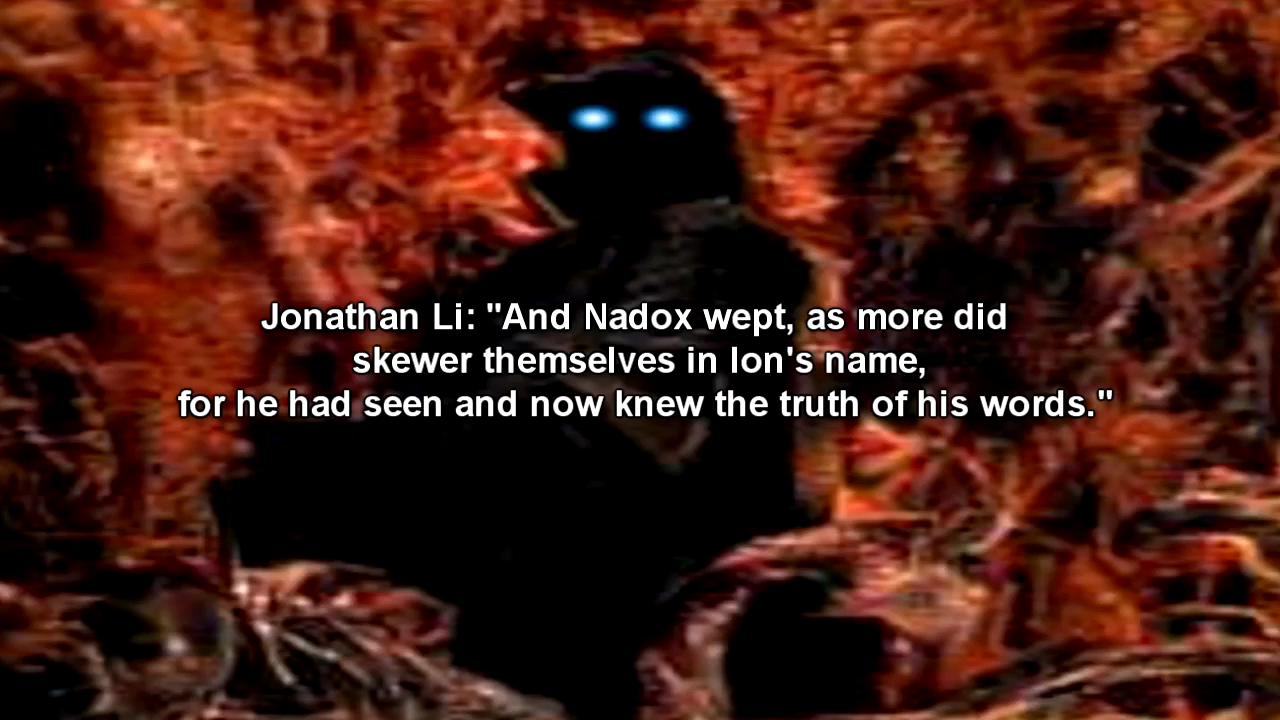 Jonathan Li: "And Nadox wept, as more did
skewer themselves in Ion's name,
for he had seen and now knew the truth of his words."